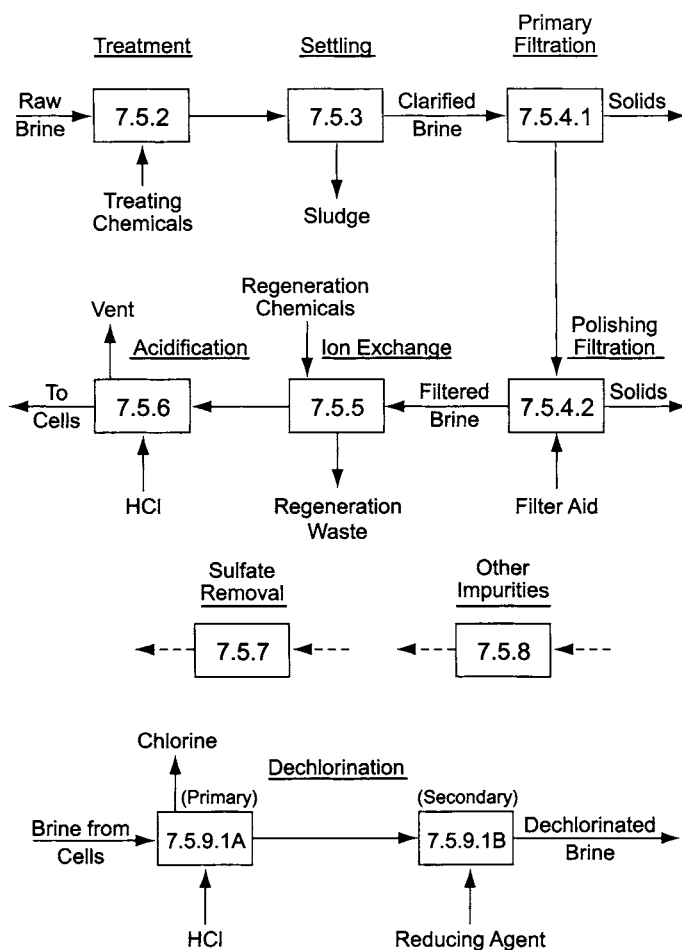 Treatment
Settling
Primary
Filtration
Raw
Brine
7.5.2
7.5.3
Clarified
Brine
7.5.4.1
Solids
Treating
Chemicals
Sludge
Regeneration
Chemicals
Vent
Acidification
Ion Exchange
Polishing
Filtration
To
Cells
7.5.6
7.5.5
Filtered
Brine
7.5.4.2
Solids
HCl
Regeneration
Waste
Filter Aid
Sulfate
Removal
Other
Impurities
7.5.7
7.5.8
Chlorine
Dechlorination
(Primary)
(Secondary)
Brine from
Cells
7.5.9.1A
7.5.9.1B
Dechlorinated
Brine
HCl
Reducing Agent